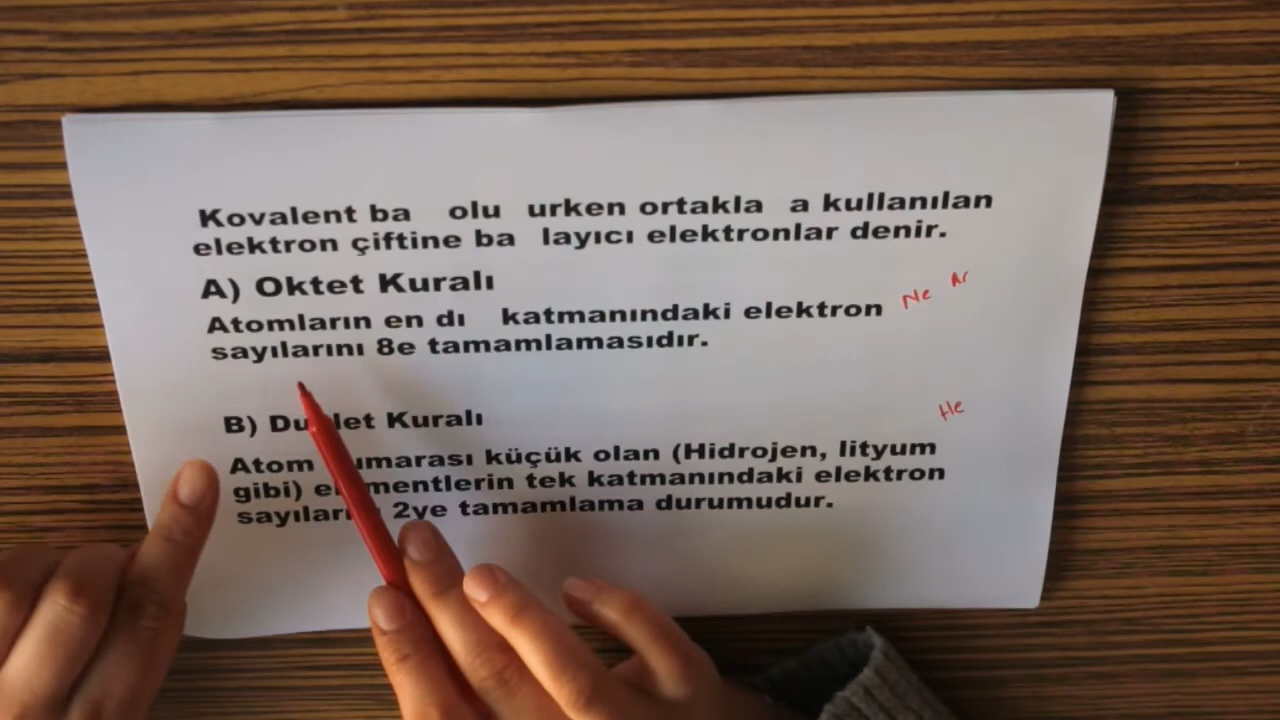 Kovalent ba olu urken ortakla a kullanılan
elektron çiftine ba layıcı elektronlar denir.
A) Oktet Kuralı
Atomların en dı katmanındaki elektron
sayılarını 8e tamamlamasıdır.
Ne Ar
B) Kuralı
He
Atom küçük olan (Hidrojen, lityum
gibi) tek katmanındaki elektron
2ye tamamlama durumudur.